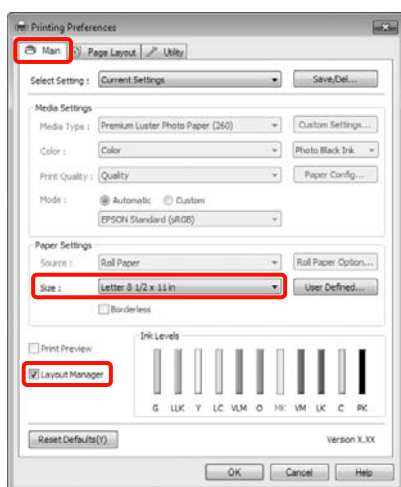 Printing Preferences
Main Page Layout Utility
Select Setting : Current Settings Save/Del...
Media Settings
Media Type : Premium Luster Photo Paper (260) Custom Settings...
Color : Color Photo Black Ink
Print Quality : Quality Paper Config...
Mode : Automatic Custom
EPSON Standard (sRGB)
Paper Settings
Source : Roll Paper Roll Paper Option...
Size : Letter 8 1/2 x 11 in User Defined...
Borderless
Ink Levels
Print Preview
Layout Manager
G LLK Y LC VLM O MK VM LK C PK
Reset Defaults(Y) Version X.XX
OK Cancel Help